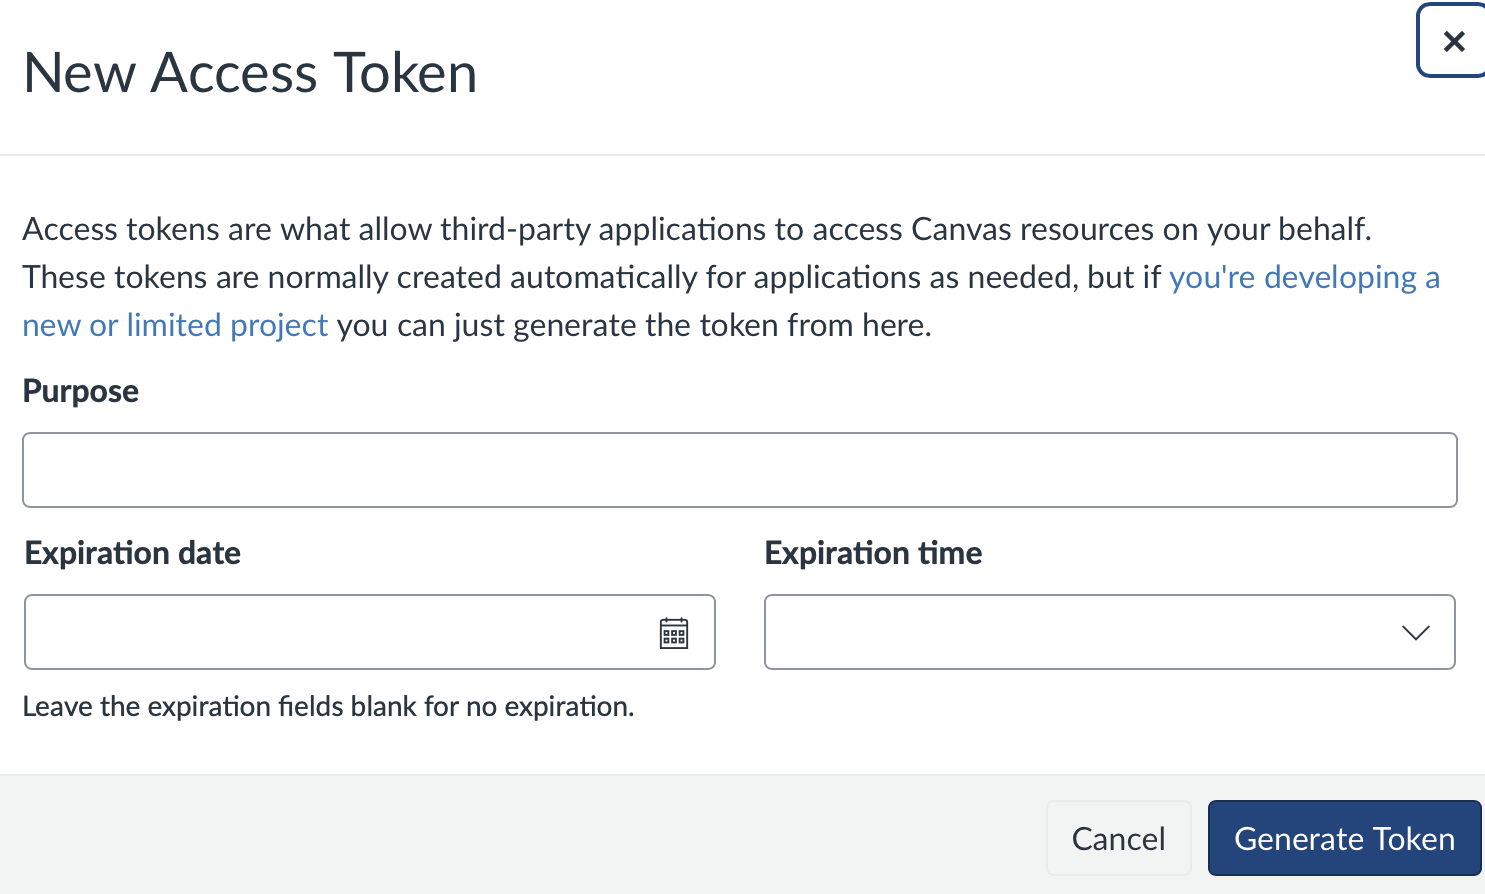 New Access Token
Access tokens are what allow third-party applications to access Canvas resources on your behalf.
These tokens are normally created automatically for applications as needed, but if you're developing a
new or limited project you can just generate the token from here.
Purpose
Expiration date
Expiration time
Leave the expiration fields blank for no expiration.
Cancel
Generate Token